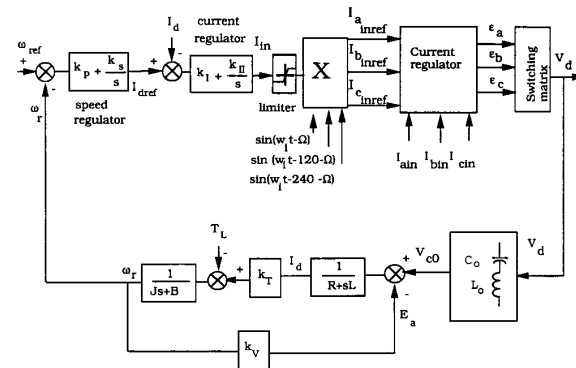 ω_ref
+
-
ω_r
k_p + k_s/s
speed regulator
I_dref
+
I_d
-
current regulator
k_I + k_II/s
I_in
limiter
X
sin(w_i t-Ω)
sin (w_i t-120-Ω)
sin(w_i t-240 -Ω)
I_a inref
I_b inref
I_c inref
Current regulator
I_ain I_bin I_cin
ε_a
ε_b
ε_c
Switching matrix
V_d
V_d
C_o
L_o
V_c0
+
-
E_a
1/R+sL
I_d
k_T
+
T_L
-
1/Js+B
ω_r
k_V